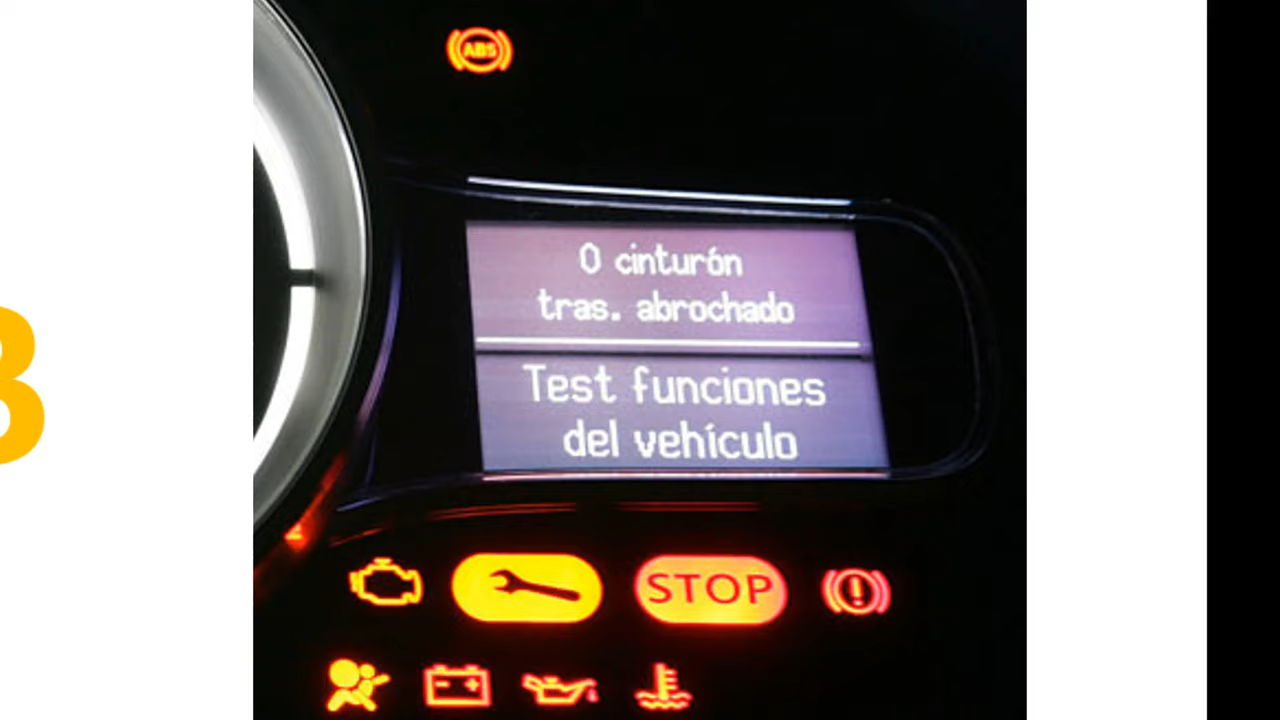 ABS
0 cinturón
tras. abrochado
Test funciones
del vehículo
STOP